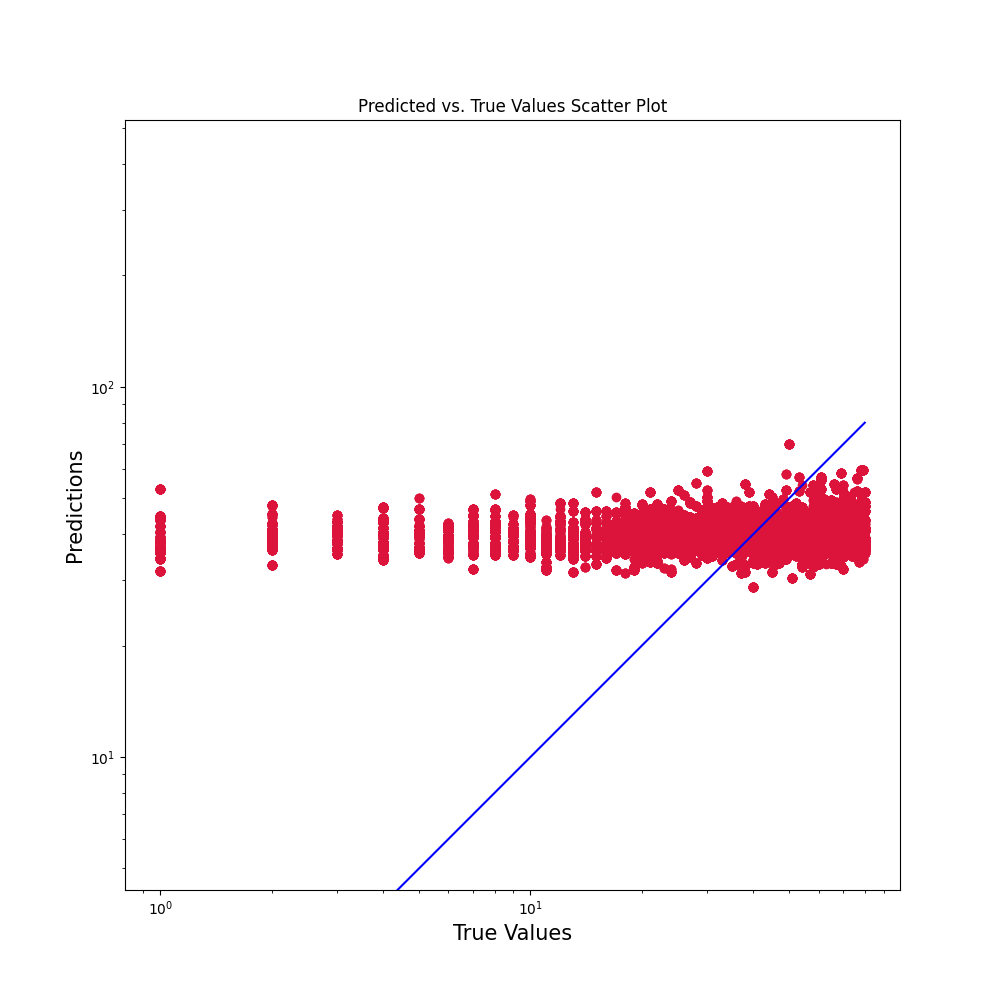 Predicted vs. True Values Scatter Plot
Predictions
10²
10¹
10⁰
10¹
True Values